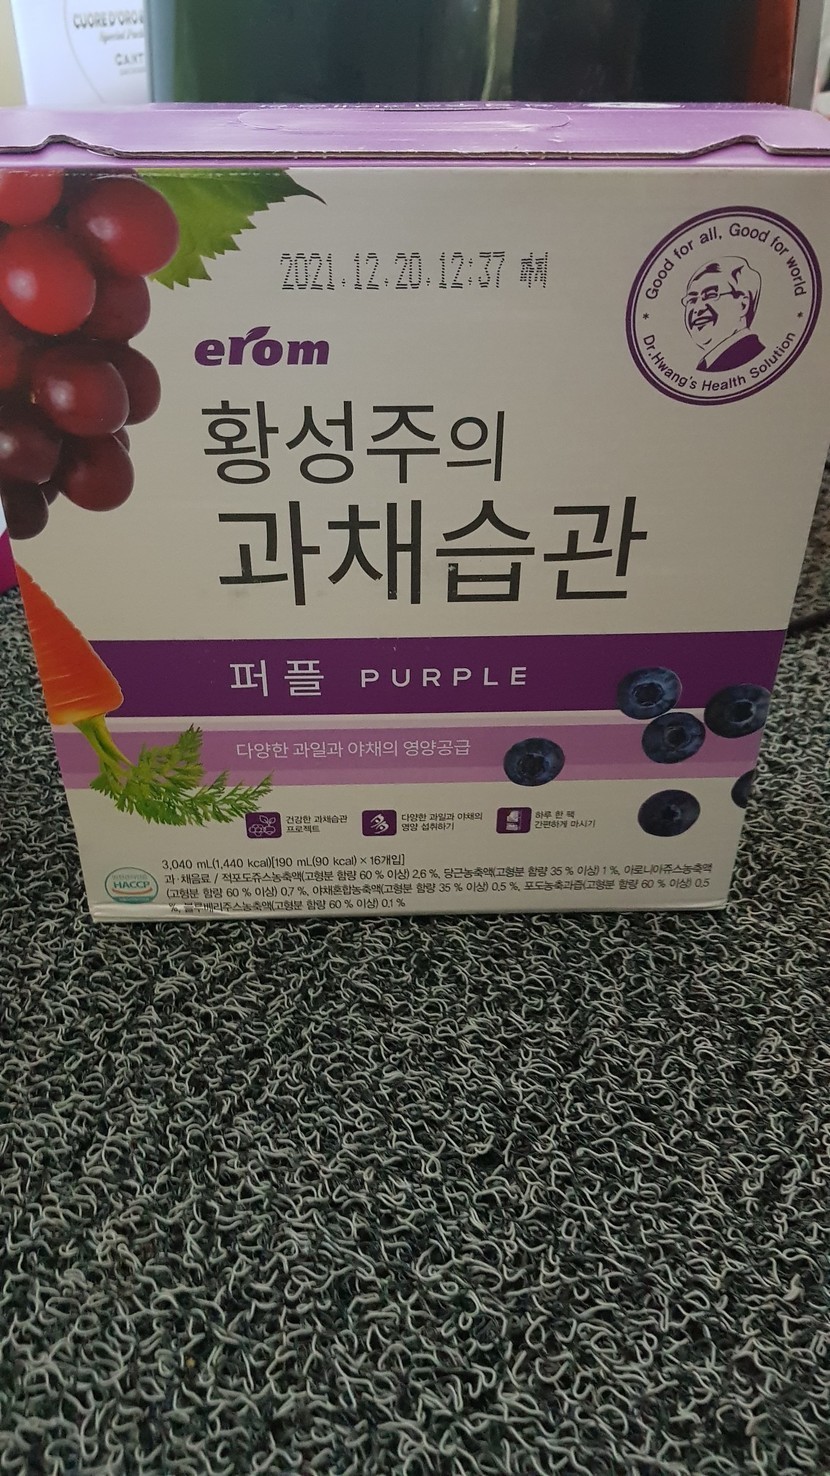 CUORE D'ORO
CANT
2021.12.20.12:37
Good for all, Good for world
Dr.Hwang's Health Solution
erom
황성주의
과채습관
퍼플 PURPLE
다양한 과일과 야채의 영양공급
건강한 과채습관
프로젝트
다양한 과일과 야채의
영양 섭취하기
하루 한 팩
간편하게 마시기
HACCP
3,040 mL(1,440 kcal)[190 mL(90 kcal) × 16개입]
과·채음료 / 적포도쥬스농축액(고형분 함량 60 % 이상) 2.6 %, 당근농축액(고형분 함량 35 % 이상) 1 %, 아로니아쥬스농축액
(고형분 함량 60 % 이상) 0.7 %, 야채혼합농축액(고형분 함량 35 % 이상) 0.5 %, 포도농축과즙(고형분 함량 60 % 이상) 0.5
%, 블루베리주스농축액(고형분 함량 60 % 이상) 0.1 %